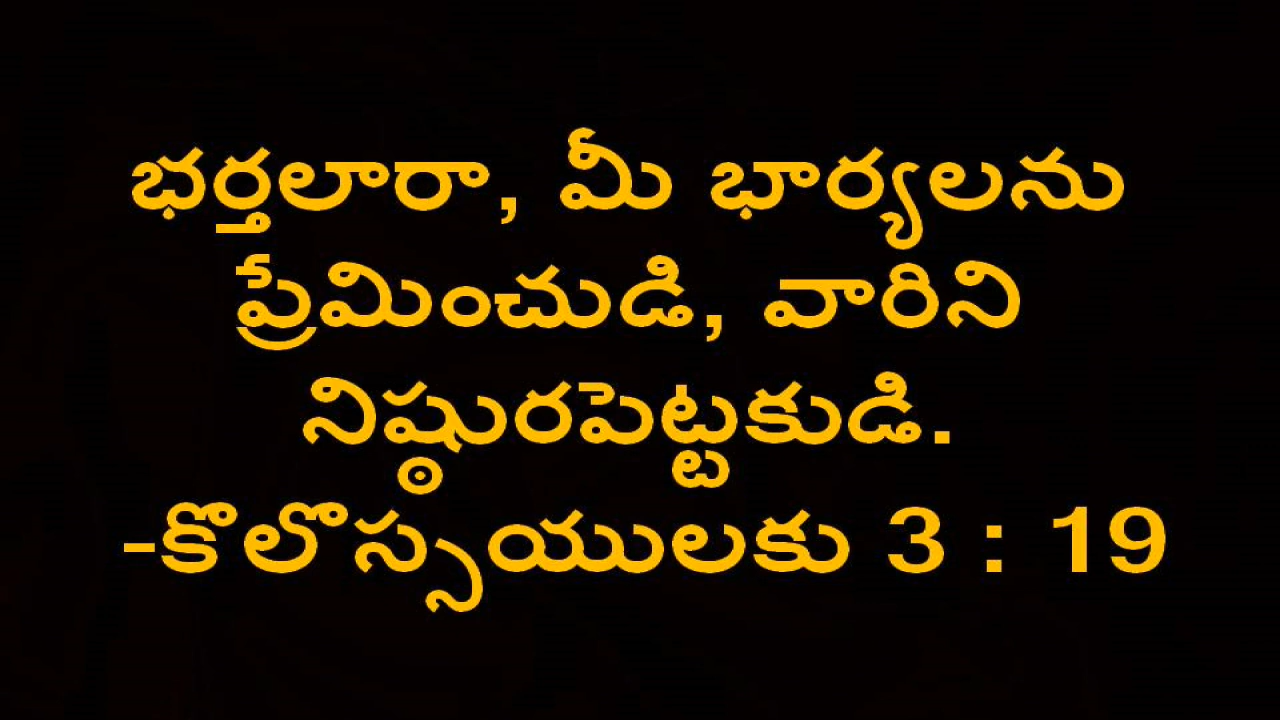 భర్తలారా, మీ భార్యలను
ప్రేమించుడి, వారిని
నిష్ఠురపెట్టకుడి.
-కొలొస్సయులకు 3 : 19